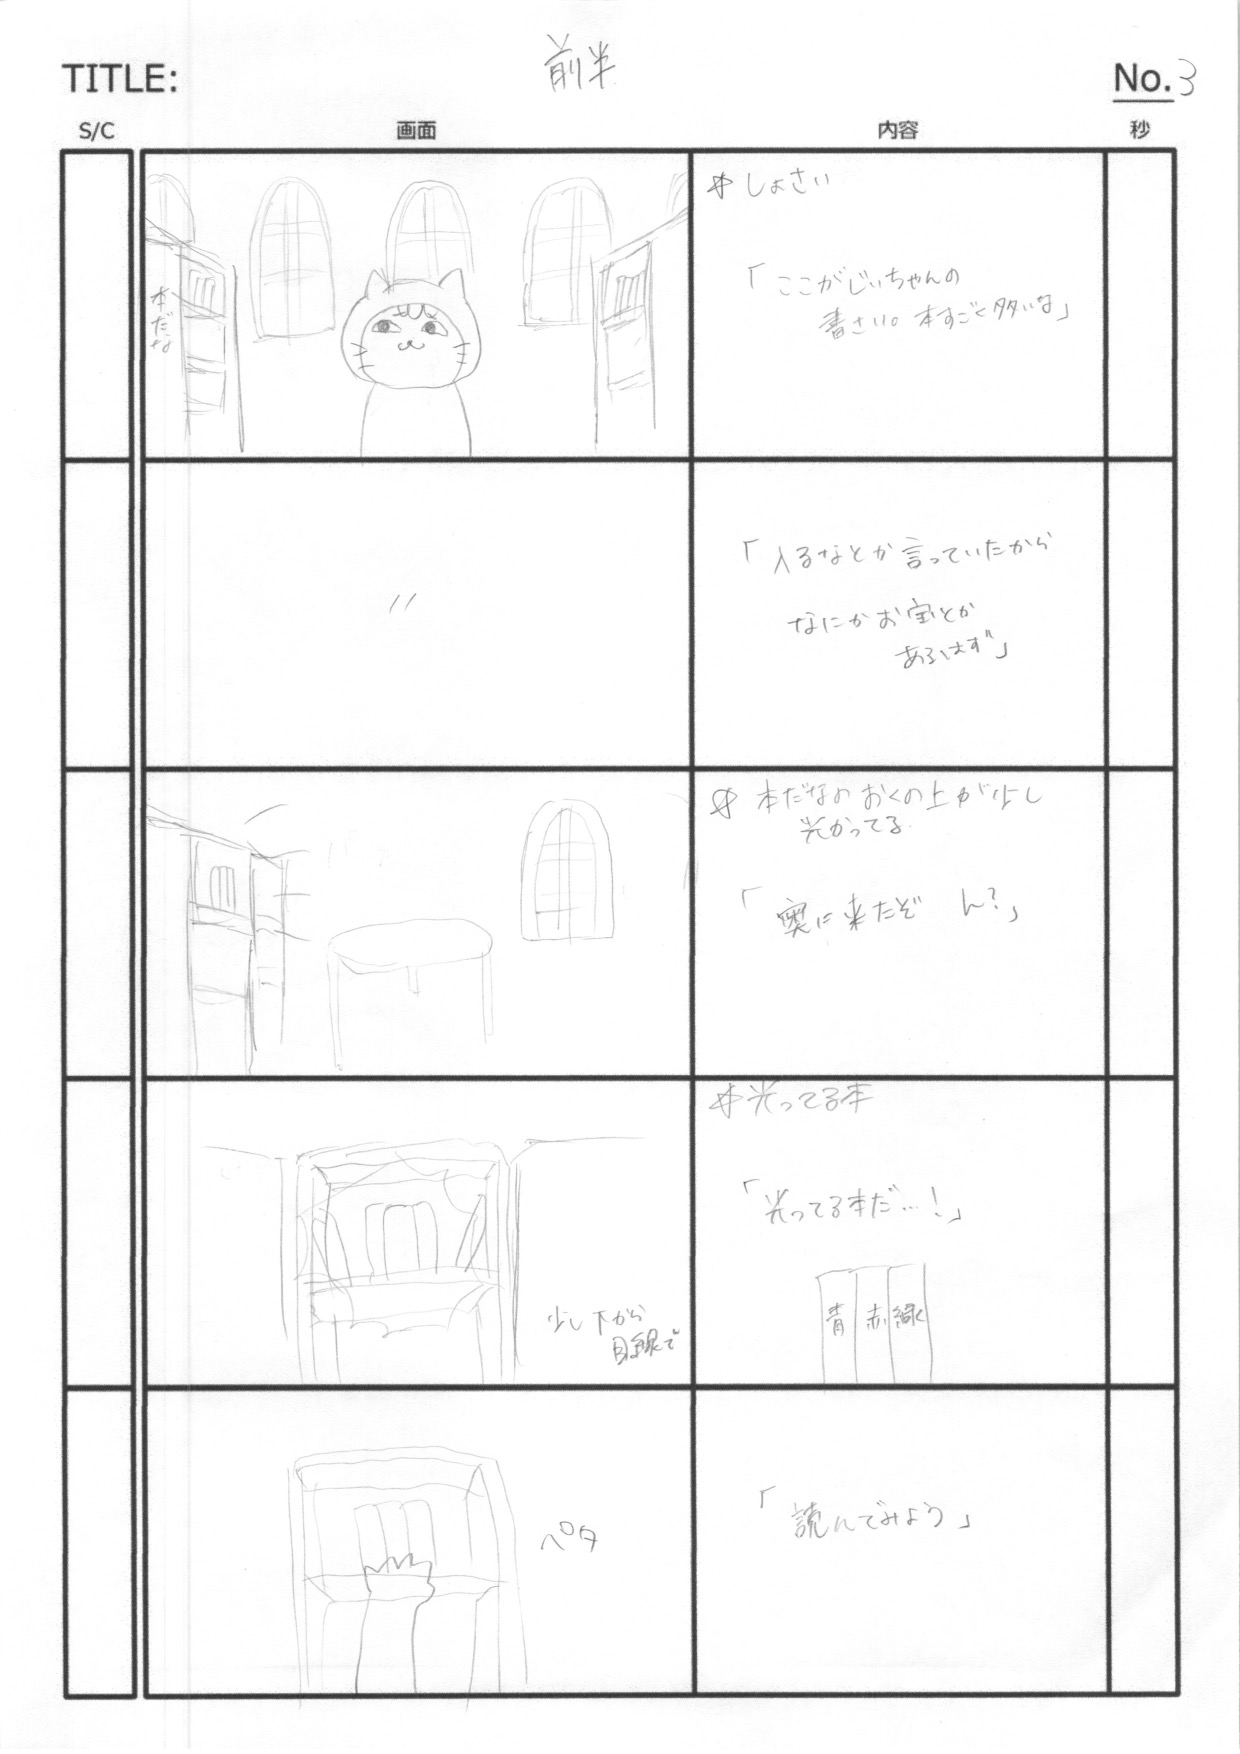 前半
TITLE:
No.3
S/C
画面
内容
秒
本だな
しょさい
「ここがじいちゃんの
書さい。本すごく多いな」
〃
「入るなとか言っていたから
なにかお宝とか
あるはず」
本だなのおくの上が少し
光かってる
「奥に来たぞ ん?」
少し下から
目線で
光ってる本
「光ってる本だ…!」
青 赤 緑
ペタ
「読んでみよう」